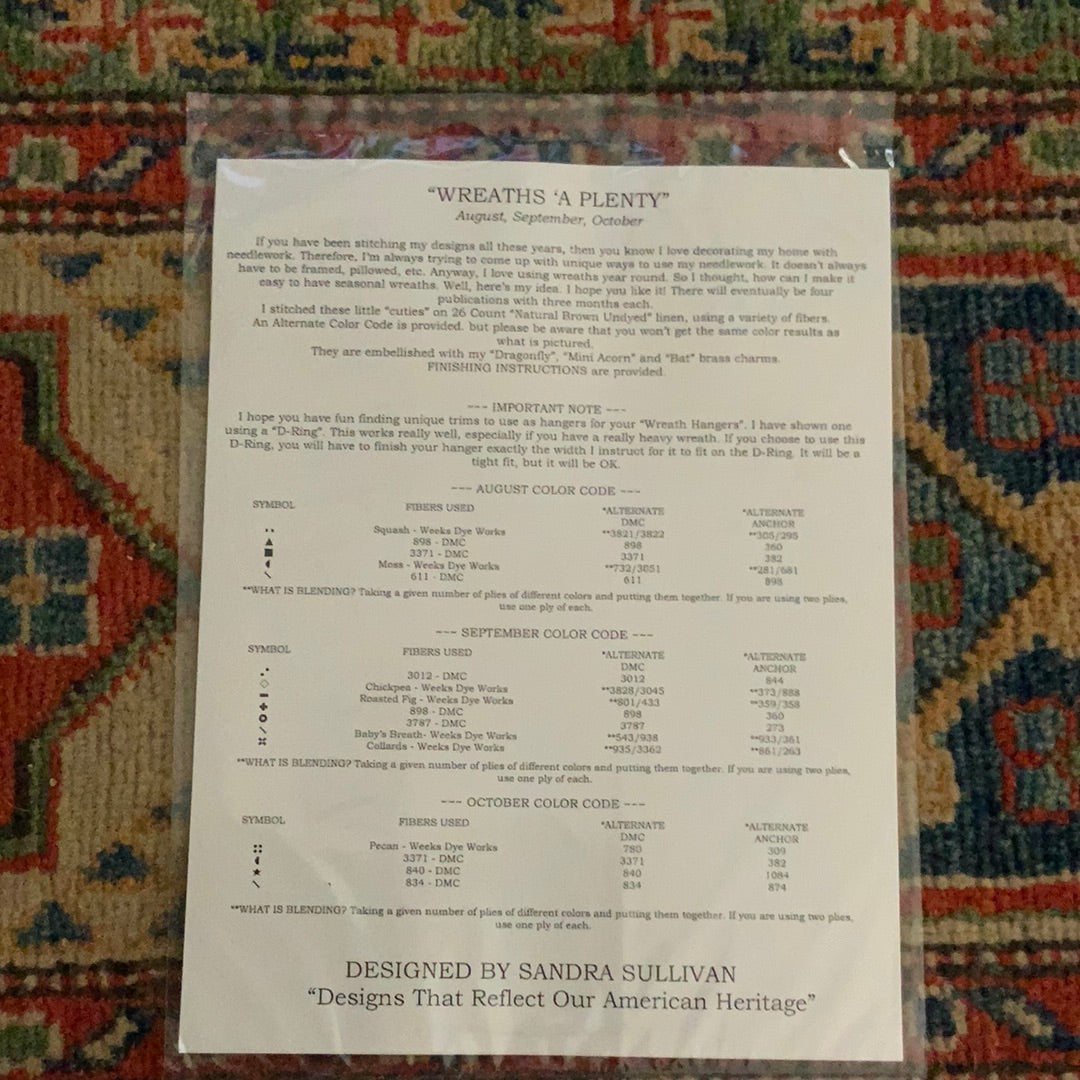 “WREATHS ‘A PLENTY”
August, September, October
If you have been stitching my designs all these years, then you know I love decorating my home with
needlework. Therefore, I'm always trying to come up with unique ways to use my needlework. It doesn't always
have to be framed, pillowed, etc. Anyway, I love using wreaths year round. So I thought, how can I make it
easy to have seasonal wreaths. Well, here's my idea. I hope you like it! There will eventually be four
publications with three months each.
I stitched these little "cuties" on 26 Count "Natural Brown Undyed" linen, using a variety of fibers.
An Alternate Color Code is provided. but please be aware that you won't get the same color results as
what is pictured.
They are embellished with my "Dragonfly", "Mini Acorn" and "Bat" brass charms.
FINISHING INSTRUCTIONS are provided.
--- IMPORTANT NOTE ---
I hope you have fun finding unique trims to use as hangers for your "Wreath Hangers". I have shown one
using a "D-Ring". This works really well, especially if you have a really heavy wreath. If you choose to use this
D-Ring, you will have to finish your hanger exactly the width I instruct for it to fit on the D-Ring. It will be a
tight fit, but it will be OK.
--- AUGUST COLOR CODE ---
SYMBOL FIBERS USED *ALTERNATE *ALTERNATE
DMC ANCHOR
Squash - Weeks Dye Works **3821/3822 **305/295
▲ 898 - DMC 898 360
■ 3371 - DMC 3371 382
Moss - Weeks Dye Works **732/3051 **281/681
\ 611 - DMC 611 898
**WHAT IS BLENDING? Taking a given number of plies of different colors and putting them together. If you are using two plies,
use one ply of each.
--- SEPTEMBER COLOR CODE ---
SYMBOL FIBERS USED *ALTERNATE *ALTERNATE
DMC ANCHOR
• 3012 - DMC 3012 844
◇ Chickpea - Weeks Dye Works **3828/3045 **373/888
Roasted Fig - Weeks Dye Works **801/433 **359/358
898 - DMC 898 360
3787 - DMC 3787 273
/ Baby's Breath- Weeks Dye Works **543/938 **933/361
Collards - Weeks Dye Works **935/3362 **861/263
**WHAT IS BLENDING? Taking a given number of plies of different colors and putting them together. If you are using two plies,
use one ply of each.
--- OCTOBER COLOR CODE ---
SYMBOL FIBERS USED *ALTERNATE *ALTERNATE
DMC ANCHOR
Pecan - Weeks Dye Works 780 309
3371 - DMC 3371 382
★ 840 - DMC 840 1084
\ 834 - DMC 834 874
**WHAT IS BLENDING? Taking a given number of plies of different colors and putting them together. If you are using two plies,
use one ply of each.
DESIGNED BY SANDRA SULLIVAN
“Designs That Reflect Our American Heritage”